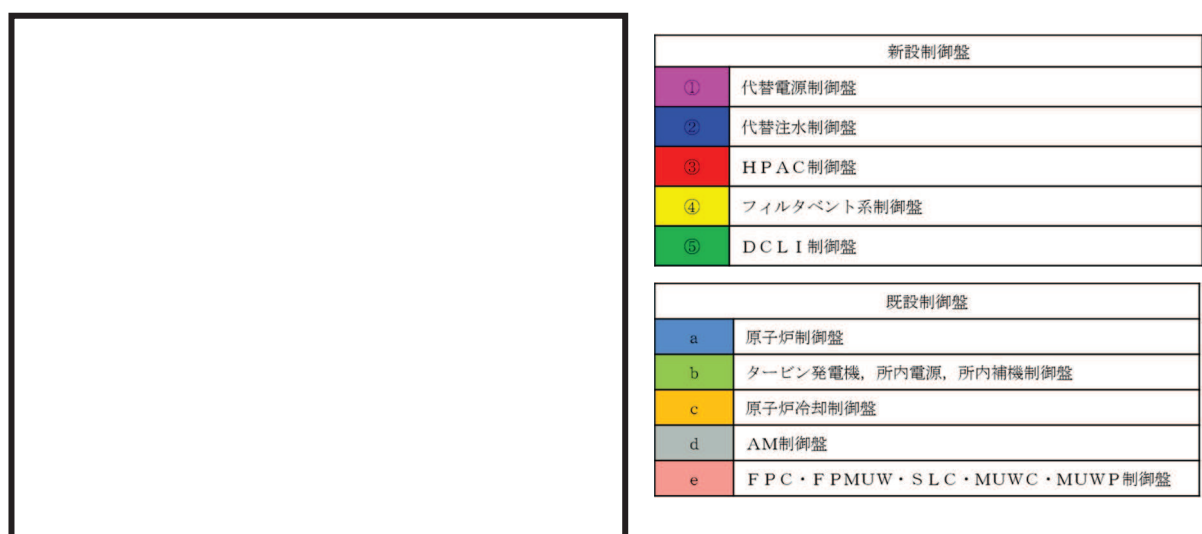 新設制御盤
① 代替電源制御盤
② 代替注水制御盤
③ HPAC制御盤
④ フィルタベント系制御盤
⑤ DCLI制御盤
既設制御盤
a 原子炉制御盤
b タービン発電機，所内電源，所内補機制御盤
c 原子炉冷却制御盤
d AM制御盤
e FPC・FPMUW・SLC・MUWC・MUWP制御盤